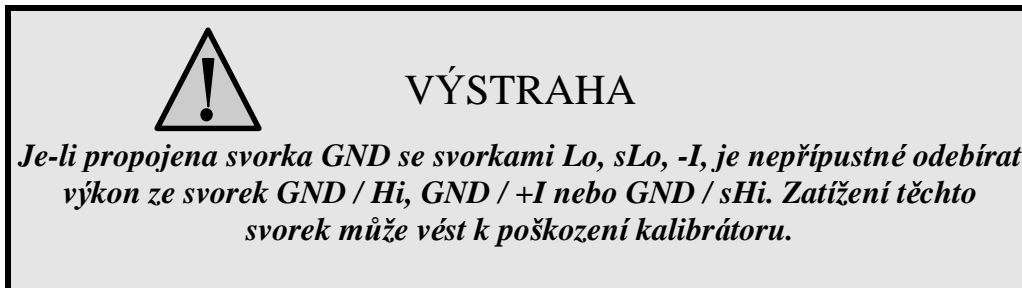 VÝSTRAHA
Je-li propojena svorka GND se svorkami Lo, sLo, -I, je nepřípustné odebírat
výkon ze svorek GND / Hi, GND / +I nebo GND / sHi. Zatížení těchto
svorek může vést k poškození kalibrátoru.